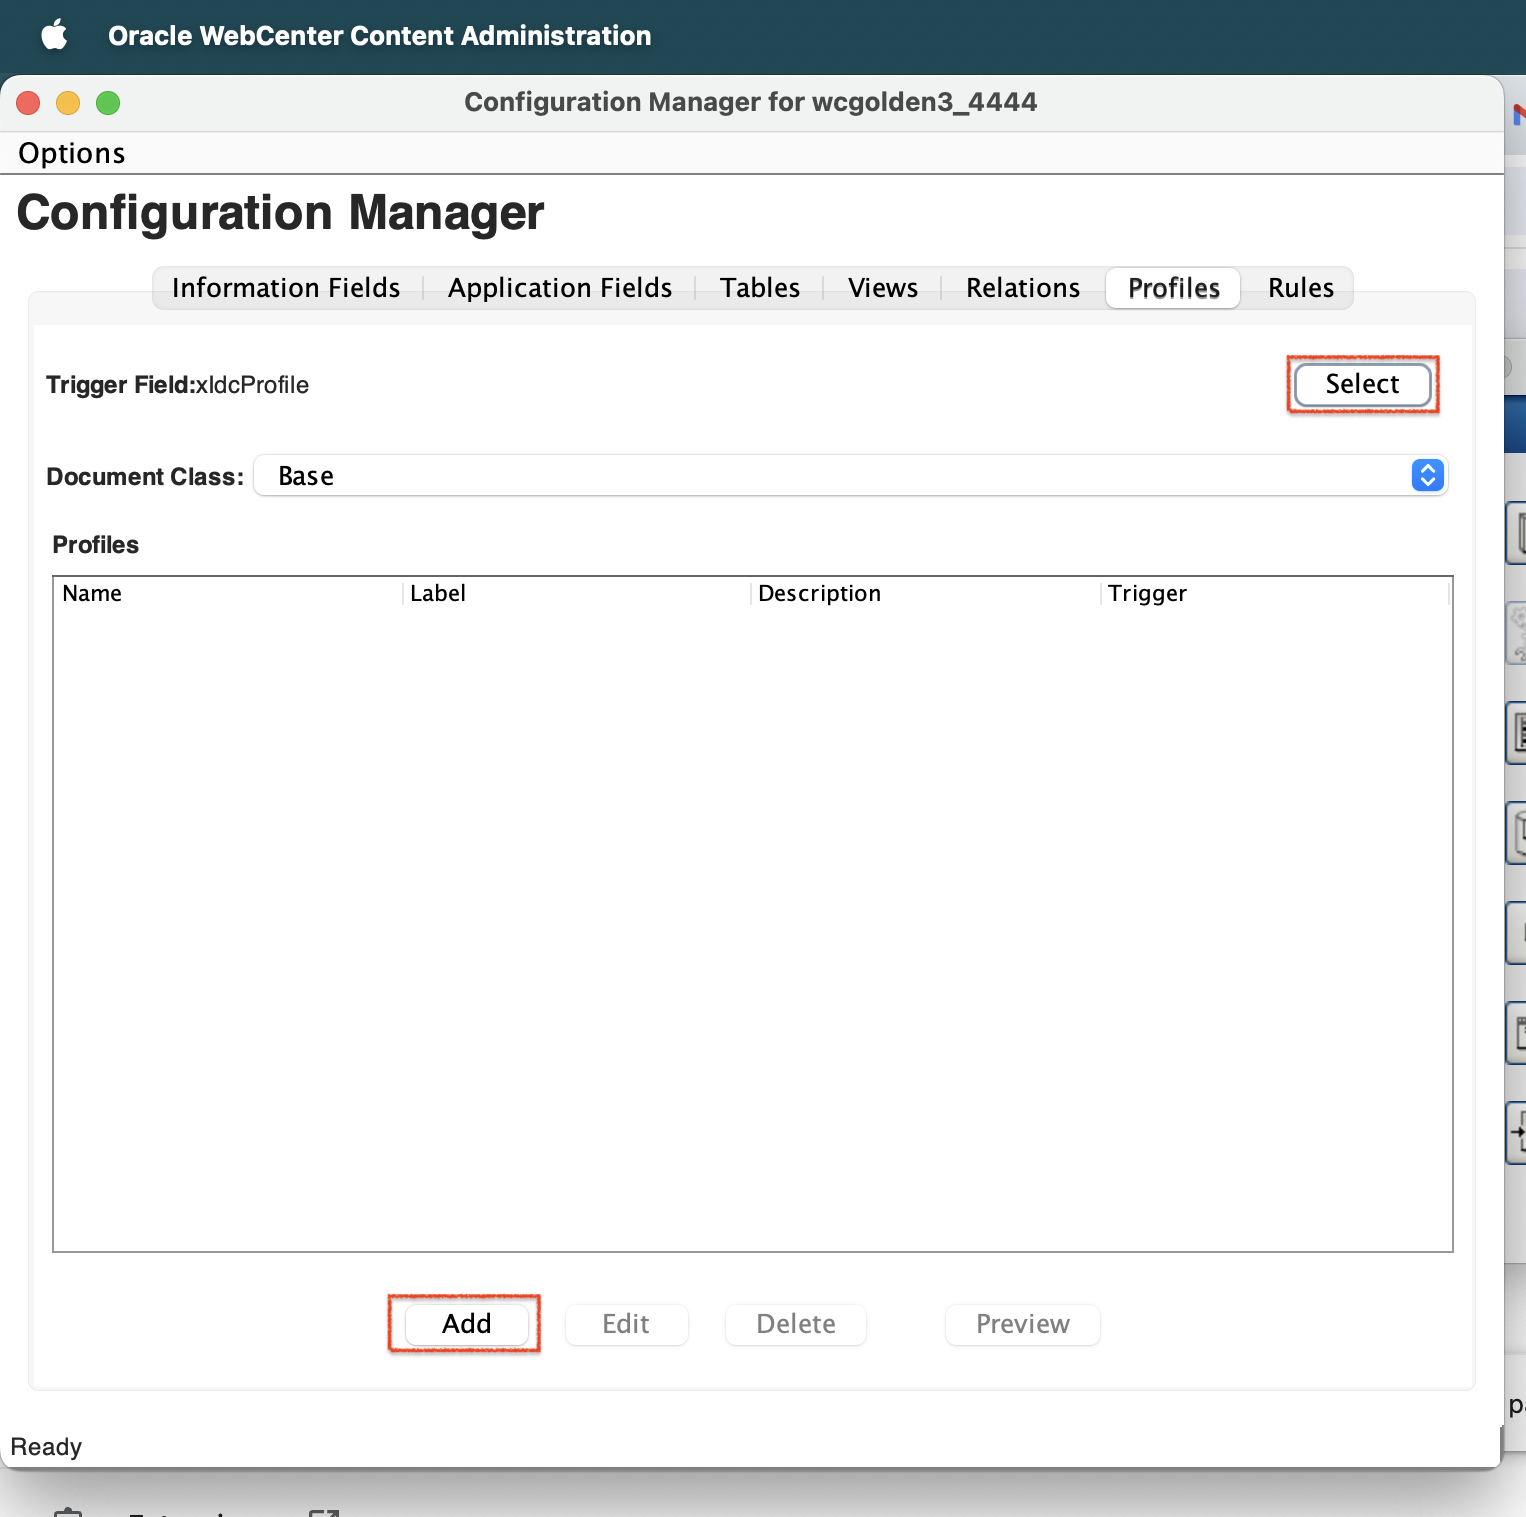 Oracle WebCenter Content Administration
Configuration Manager for wcgolden3_4444
Options
Configuration Manager
Information Fields Application Fields Tables Views Relations Profiles Rules
Trigger Field:xIdcProfile Select
Document Class: Base
Profiles
Name Label Description Trigger
Add Edit Delete Preview
Ready